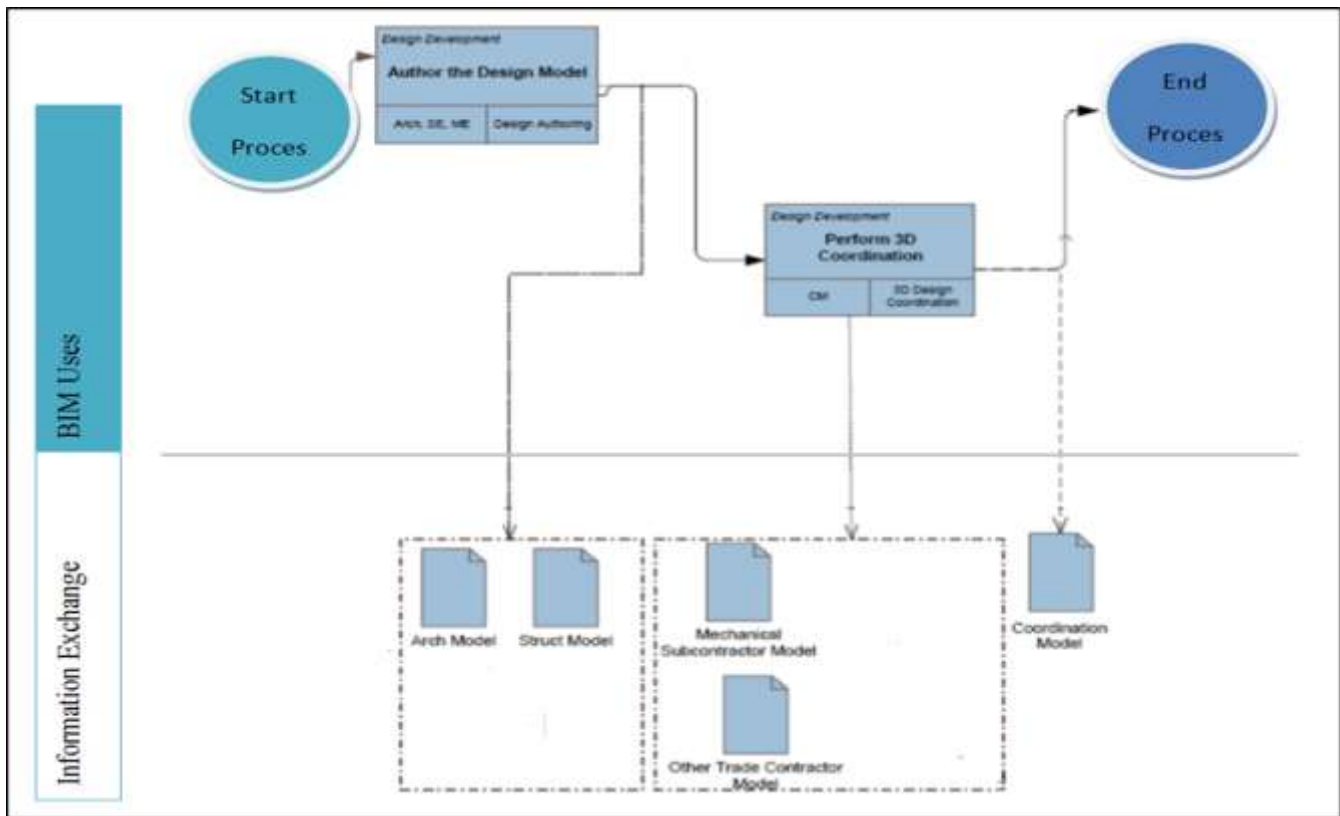 Start
Proces
Design Development
Author the Design Model
Arch, SE, ME
Design Authoring
End
Proces
Design Development
Perform 3D
Coordination
CM
3D Design
Coordination
BIM Uses
Information Exchange
Arch Model
Struct Model
Mechanical
Subcontractor Model
Other Trade Contractor
Model
Coordination
Model